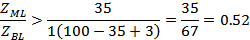 Z_ML/Z_BL > 35/1(100 − 35 + 3) = 35/67 = 0.52